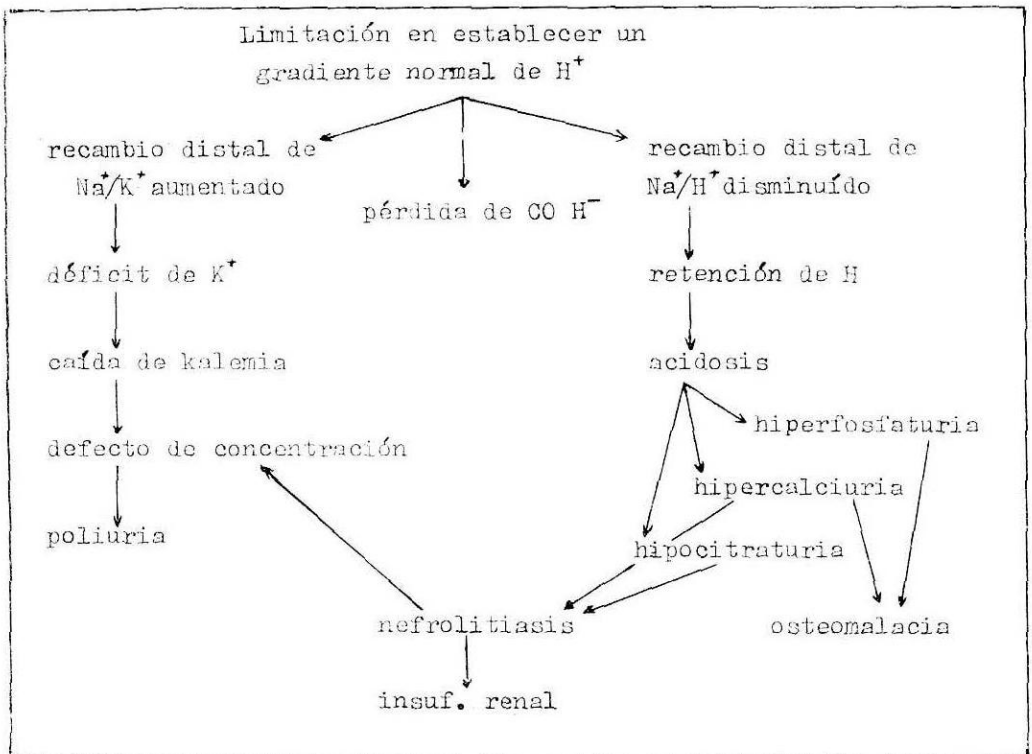 Limitación en establecer un
gradiente normal de H⁺
recambio distal de
Na⁺/K⁺ aumentado
pérdida de CO H⁻
recambio distal de
Na⁺/H⁺ disminuído
déficit de K⁺
retención de H
caída de kalemia
acidosis
hiperfosfaturia
defecto de concentración
hipercalciuria
poliuria
hipocitraturia
nefrolitiasis
osteomalacia
insuf. renal